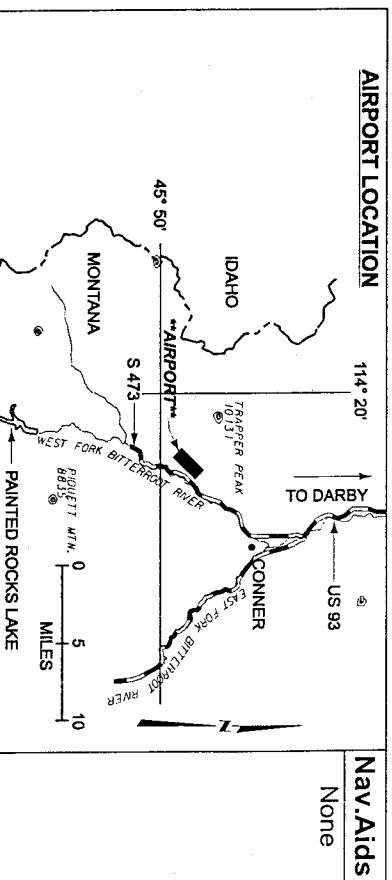 AIRPORT LOCATION
114° 20'
45° 50'
IDAHO
MONTANA
**AIRPORT**
S 473
TRAPPER PEAK
10131
TO DARBY
US 93
CONNER
WEST FORK BITTERROOT RIVER
EAST FORK BITTERROOT
RIVER
PIQUETT MTN.
8835
PAINTED ROCKS LAKE
0 5 10
MILES
N
Nav.Aids
None